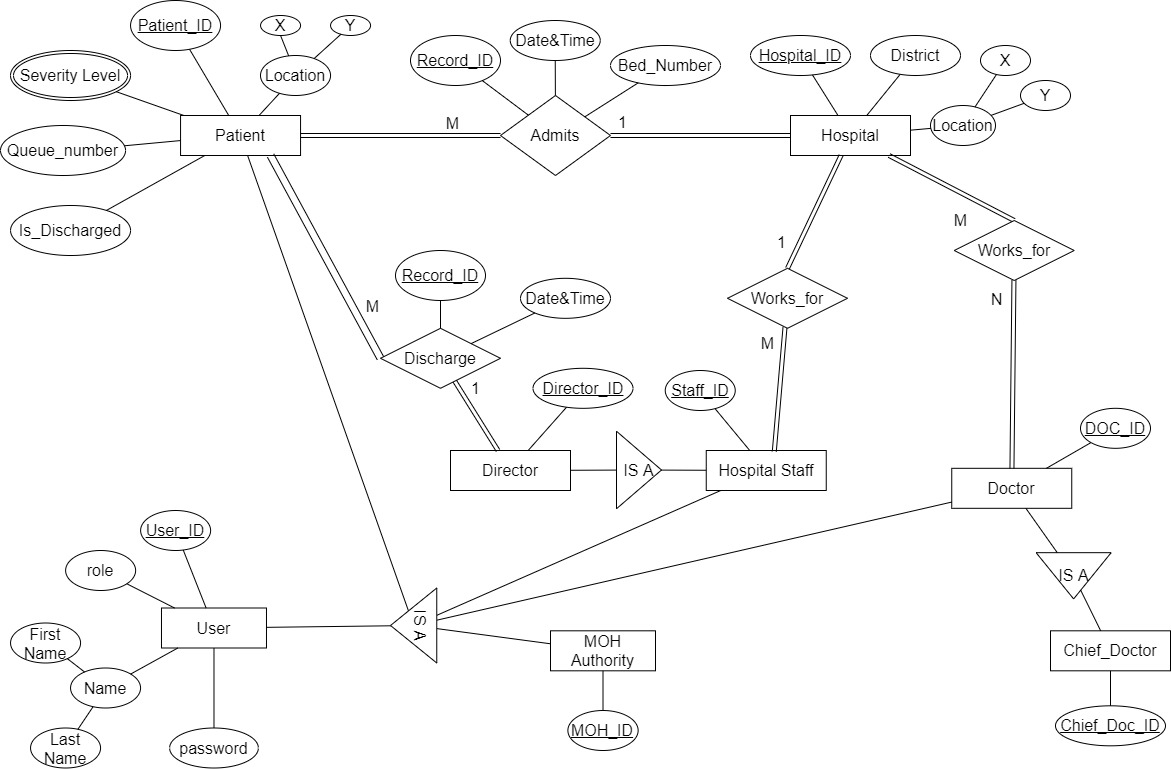 Patient_ID
X
Y
Severity Level
Location
Date&Time
Record_ID
Bed_Number
Hospital_ID
District
X
Y
Location
Patient
M
Admits
1
Hospital
Queue_number
Is_Discharged
M
Works_for
1
N
Record_ID
Date&Time
Works_for
M
M
Discharge
1
Director_ID
Staff_ID
DOC_ID
Director
IS A
Hospital Staff
Doctor
User_ID
role
IS A
User
IS A
MOH
Authority
Chief_Doctor
First
Name
Name
Last
Name
password
MOH_ID
Chief_Doc_ID